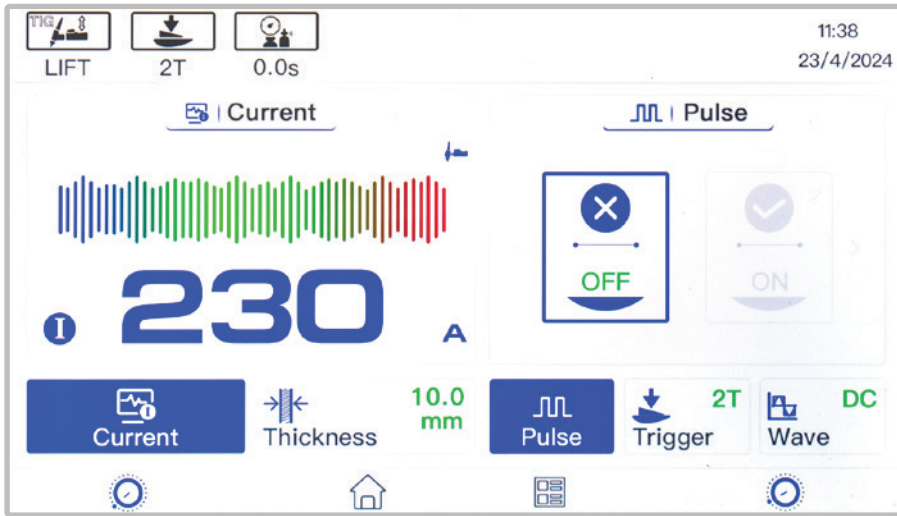 TIG
LIFT
2T
0.0s
11:38
23/4/2024
Current
Pulse
230
A
I
OFF
ON
Current
Thickness
10.0
mm
Pulse
2T
Trigger
DC
Wave